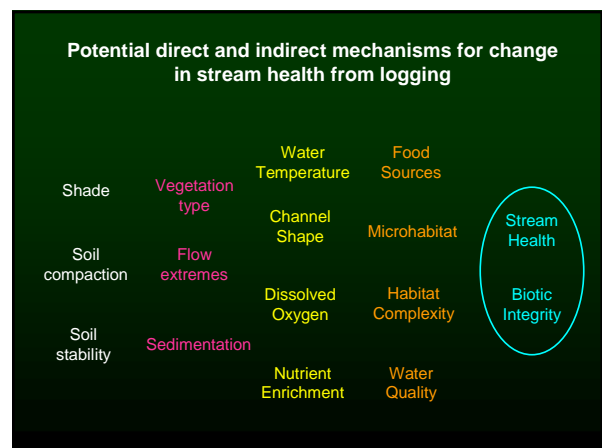 Potential direct and indirect mechanisms for change
in stream health from logging
Shade
Soil
compaction
Soil
stability
Vegetation
type
Flow
extremes
Sedimentation
Water
Temperature
Channel
Shape
Dissolved
Oxygen
Nutrient
Enrichment
Food
Sources
Microhabitat
Habitat
Complexity
Water
Quality
Stream
Health
Biotic
Integrity